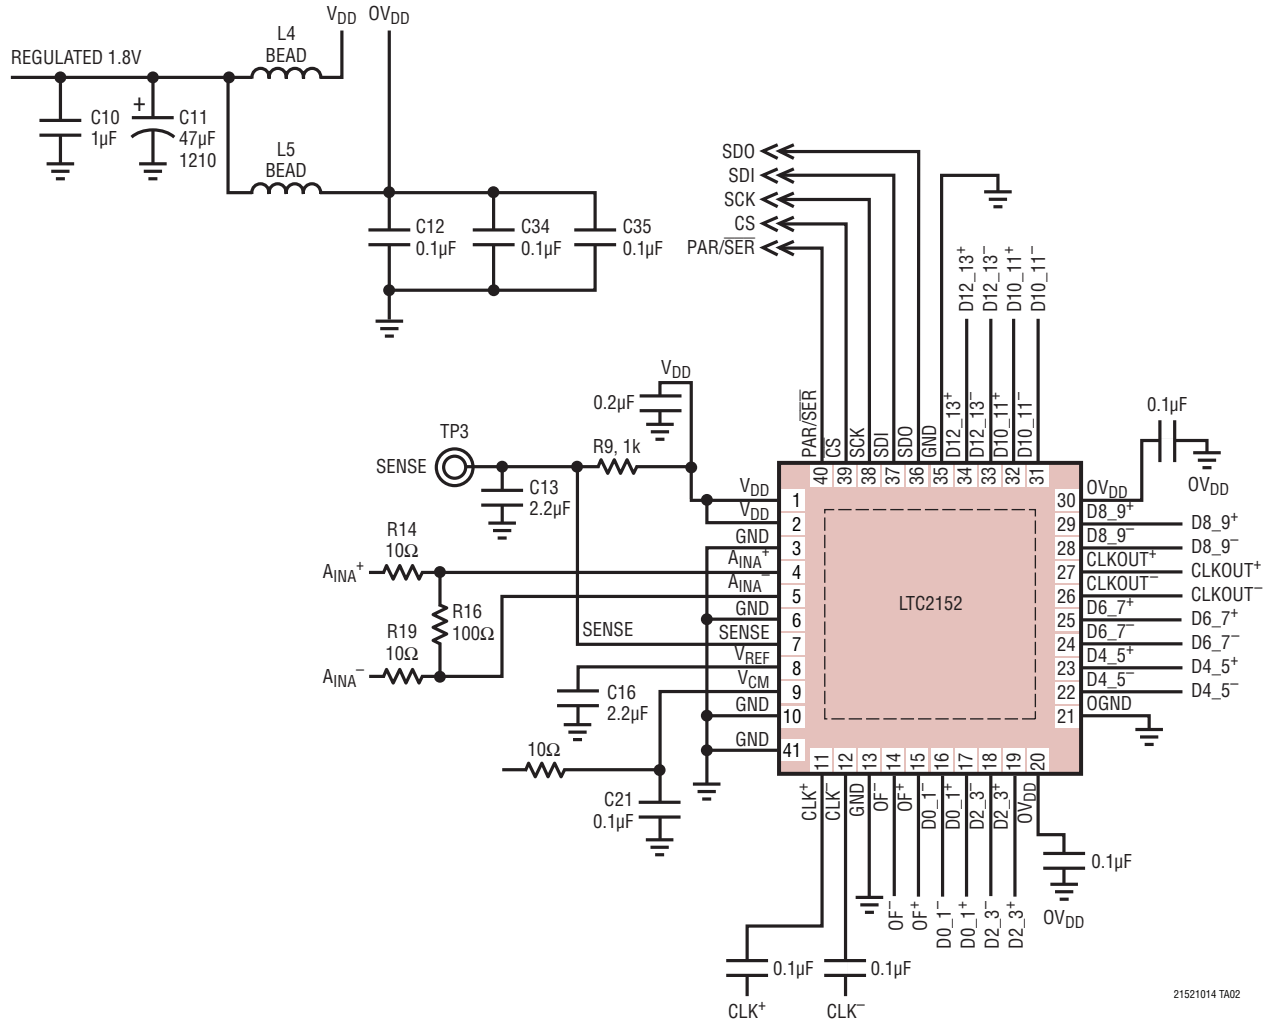 VDD OVDD
L4
BEAD
REGULATED 1.8V
C10
1µF
+
C11
47µF
1210
L5
BEAD
C12
0.1µF
C34
0.1µF
C35
0.1µF
SDO
SDI
SCK
CS
PAR/SER
D12_13+
D12_13−
D10_11+
D10_11−
VDD
0.2µF
TP3
SENSE
R9, 1k
C13
2.2µF
R14
10Ω
AINA+
R16
100Ω
R19
10Ω
AINA−
SENSE
C16
2.2µF
10Ω
C21
0.1µF
PAR/SER
CS
SCK
SDI
SDO
GND
D12_13+
D12_13−
D10_11+
D10_11−
40 39 38 37 36 35 34 33 32 31
VDD 1
VDD 2
GND 3
AINA+ 4
AINA− 5
GND 6
SENSE 7
VREF 8
VCM 9
GND 10
GND 41
LTC2152
0.1µF
OVDD
30 OVDD
29 D8_9+ D8_9+
28 D8_9− D8_9−
27 CLKOUT+ CLKOUT+
26 CLKOUT− CLKOUT−
25 D6_7+ D6_7+
24 D6_7− D6_7−
23 D4_5+ D4_5+
22 D4_5− D4_5−
21 OGND
11 12 13 14 15 16 17 18 19 20
CLK+
CLK−
GND
OF−
OF+
D0_1−
D0_1+
D2_3−
D2_3+
OVDD
0.1µF
OVDD
OF−
OF+
D0_1−
D0_1+
D2_3−
D2_3+
0.1µF
0.1µF
CLK+
CLK−
21521014 TA02